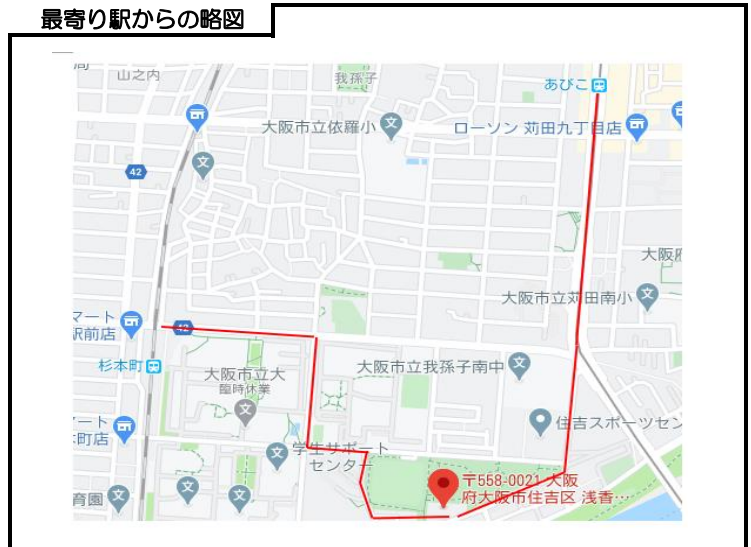 最寄り駅からの略図
山之内
我孫子
あびこ
大阪市立依羅小
ローソン 苅田九丁目店
42
大阪府
大阪市立苅田南小
マート
駅前店
42
杉本町
大阪市立大
臨時休業
大阪市立我孫子南中
住吉スポーツセン
ート
町店
学生サポート
センター
〒558-0021 大阪
府大阪市住吉区 浅香…
育園